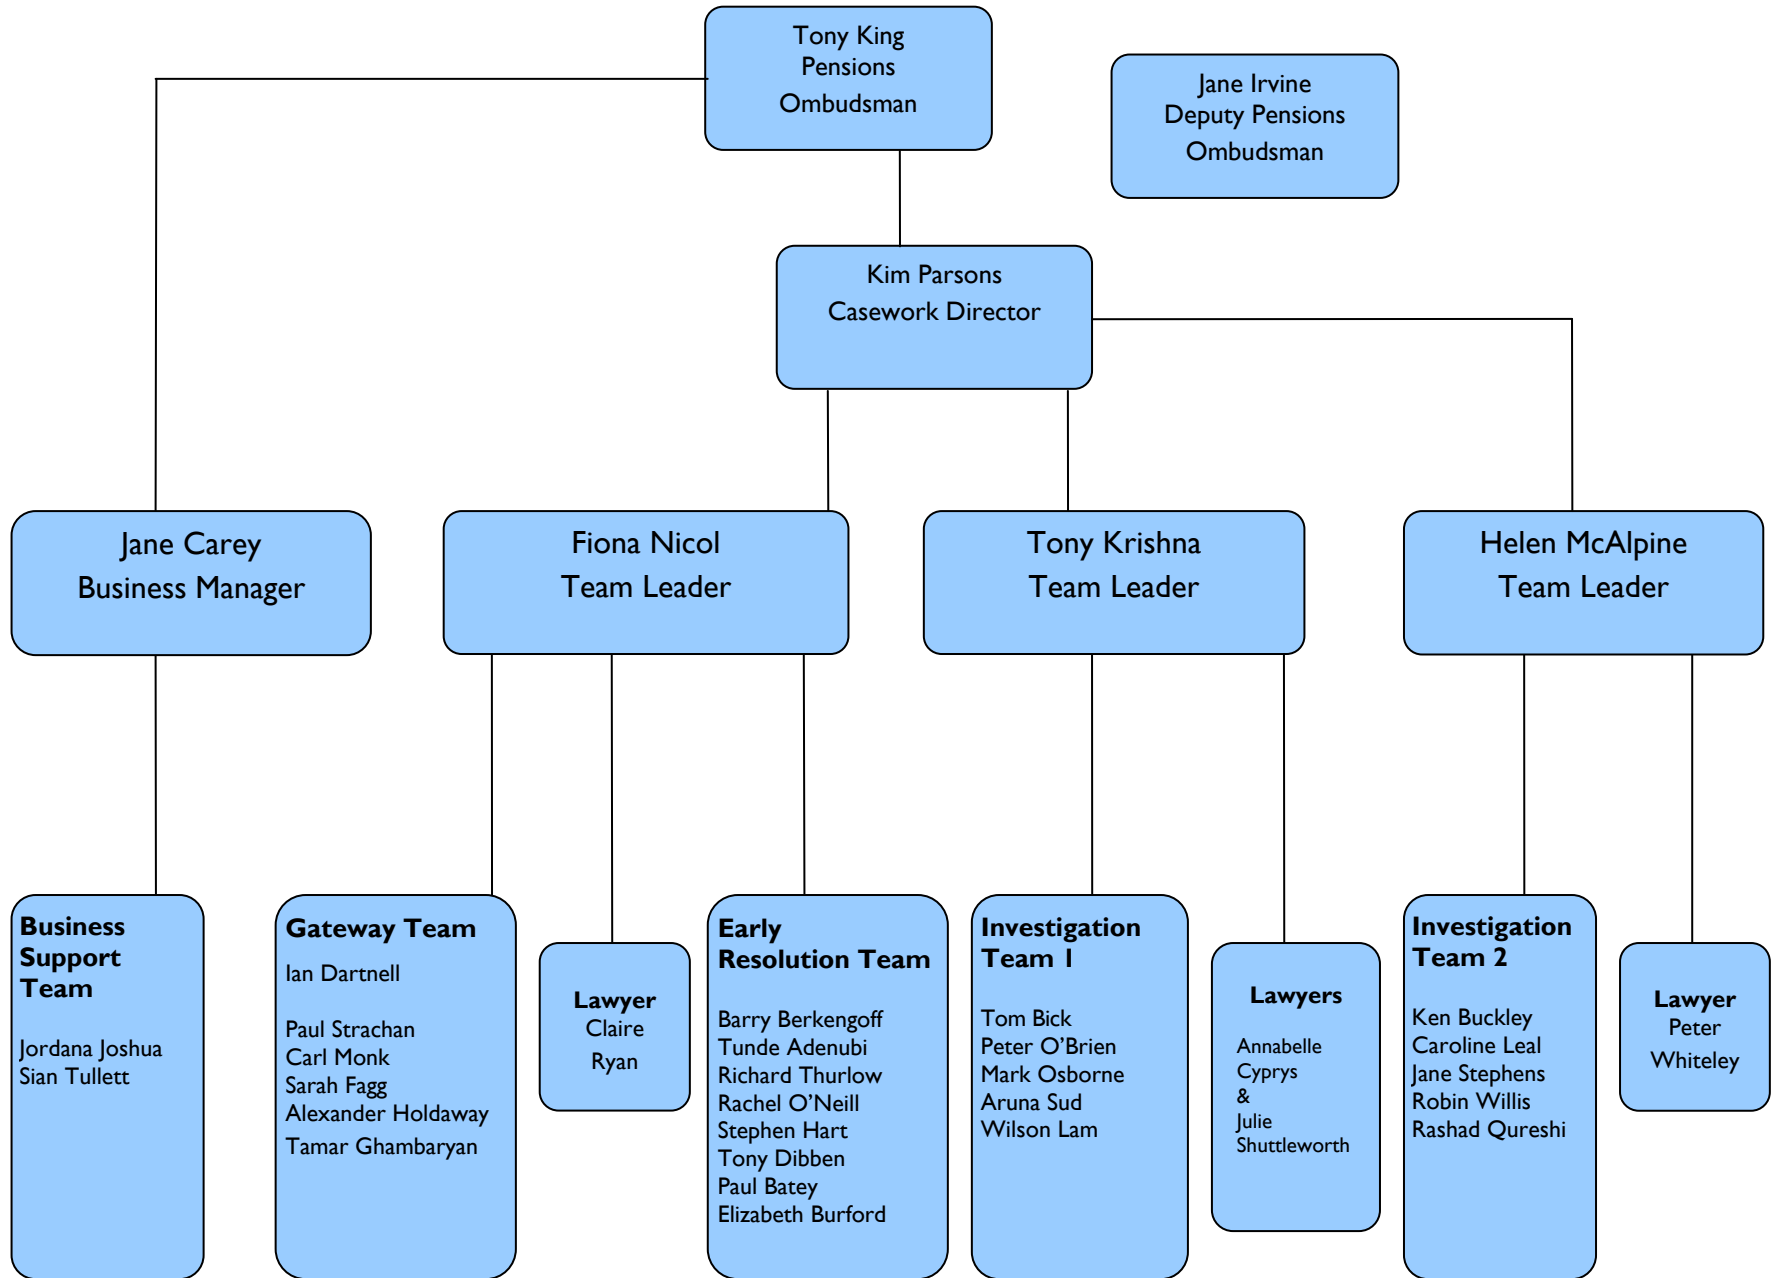 Tony King
Pensions
Ombudsman
Jane Irvine
Deputy Pensions
Ombudsman
Kim Parsons
Casework Director
Jane Carey
Business Manager
Fiona Nicol
Team Leader
Tony Krishna
Team Leader
Helen McAlpine
Team Leader
Business
Support
Team
Jordana Joshua
Sian Tullett
Gateway Team
Ian Dartnell
Paul Strachan
Carl Monk
Sarah Fagg
Alexander Holdaway
Tamar Ghambaryan
Lawyer
Claire
Ryan
Early
Resolution Team
Barry Berkengoff
Tunde Adenubi
Richard Thurlow
Rachel O’Neill
Stephen Hart
Tony Dibben
Paul Batey
Elizabeth Burford
Investigation
Team 1
Tom Bick
Peter O’Brien
Mark Osborne
Aruna Sud
Wilson Lam
Lawyers
Annabelle
Cyprys
&
Julie
Shuttleworth
Investigation
Team 2
Ken Buckley
Caroline Leal
Jane Stephens
Robin Willis
Rashad Qureshi
Lawyer
Peter
Whiteley